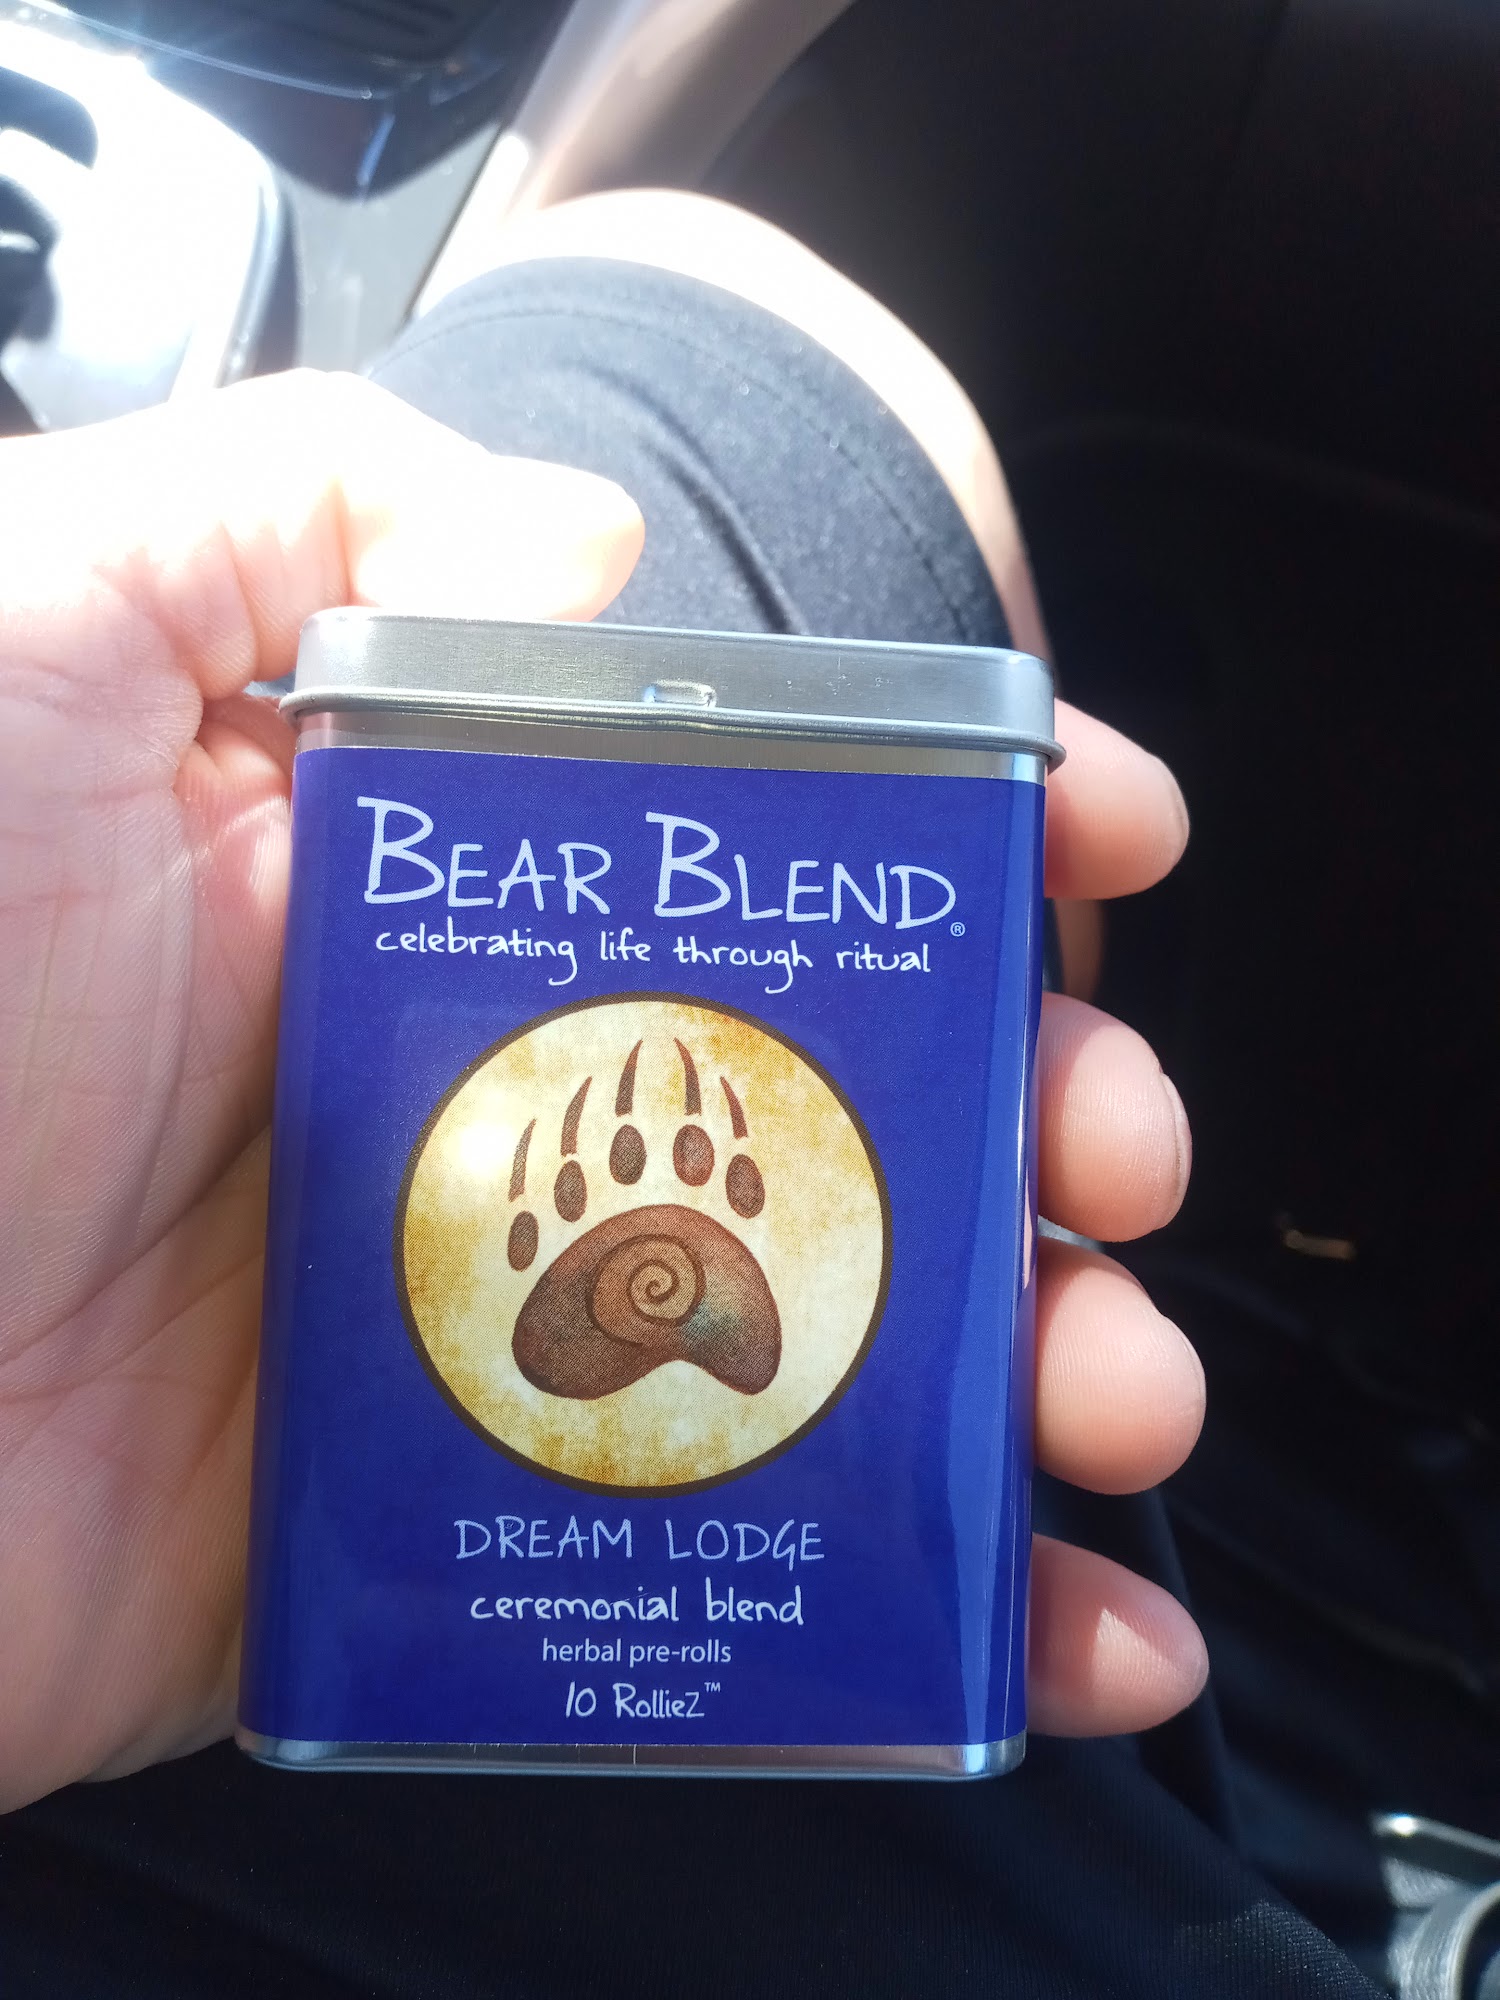 BEAR BLEND®
celebrating life through ritual
DREAM LODGE
ceremonial blend
herbal pre-rolls
10 RollieZ™